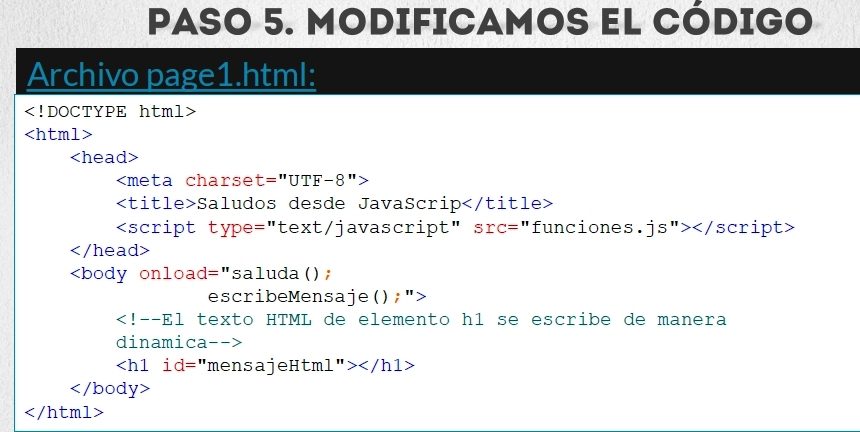 PASO 5. MODIFICAMOS EL CÓDIGO
Archivo page1.html:
<!DOCTYPE html>
<html>
<head>
<meta charset="UTF-8">
<title>Saludos desde JavaScrip</title>
<script type="text/javascript" src="funciones.js"></script>
</head>
<body onload="saluda();
escribeMensaje();">
<!--El texto HTML de elemento h1 se escribe de manera
dinamica-->
<h1 id="mensajeHtml"></h1>
</body>
</html>